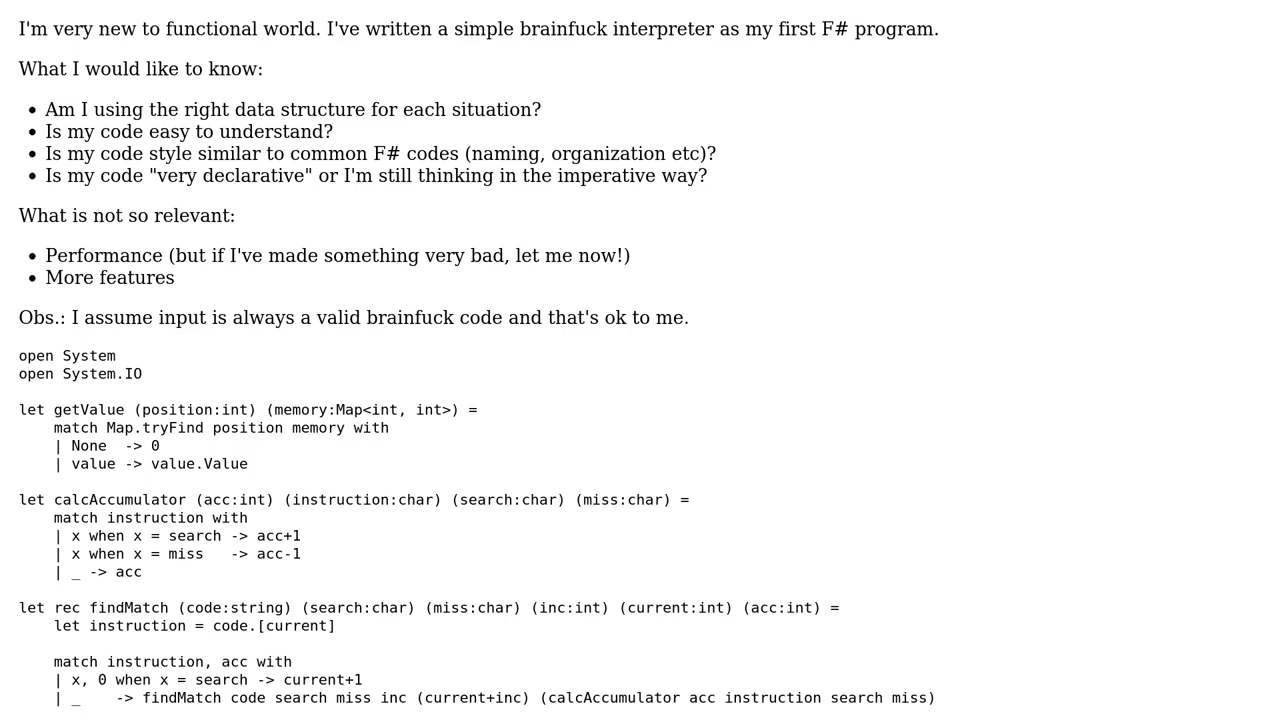 I'm very new to functional world. I've written a simple brainfuck interpreter as my first F# program.
What I would like to know:
• Am I using the right data structure for each situation?
• Is my code easy to understand?
• Is my code style similar to common F# codes (naming, organization etc)?
• Is my code "very declarative" or I'm still thinking in the imperative way?
What is not so relevant:
• Performance (but if I've made something very bad, let me now!)
• More features
Obs.: I assume input is always a valid brainfuck code and that's ok to me.
open System
open System.IO
let getValue (position:int) (memory:Map<int, int>) =
    match Map.tryFind position memory with
    | None  -> 0
    | value -> value.Value
let calcAccumulator (acc:int) (instruction:char) (search:char) (miss:char) =
    match instruction with
    | x when x = search -> acc+1
    | x when x = miss   -> acc-1
    | _ -> acc
let rec findMatch (code:string) (search:char) (miss:char) (inc:int) (current:int) (acc:int) =
    let instruction = code.[current]
    match instruction, acc with
    | x, 0 when x = search -> current+1
    | _    -> findMatch code search miss inc (current+inc) (calcAccumulator acc instruction search miss)